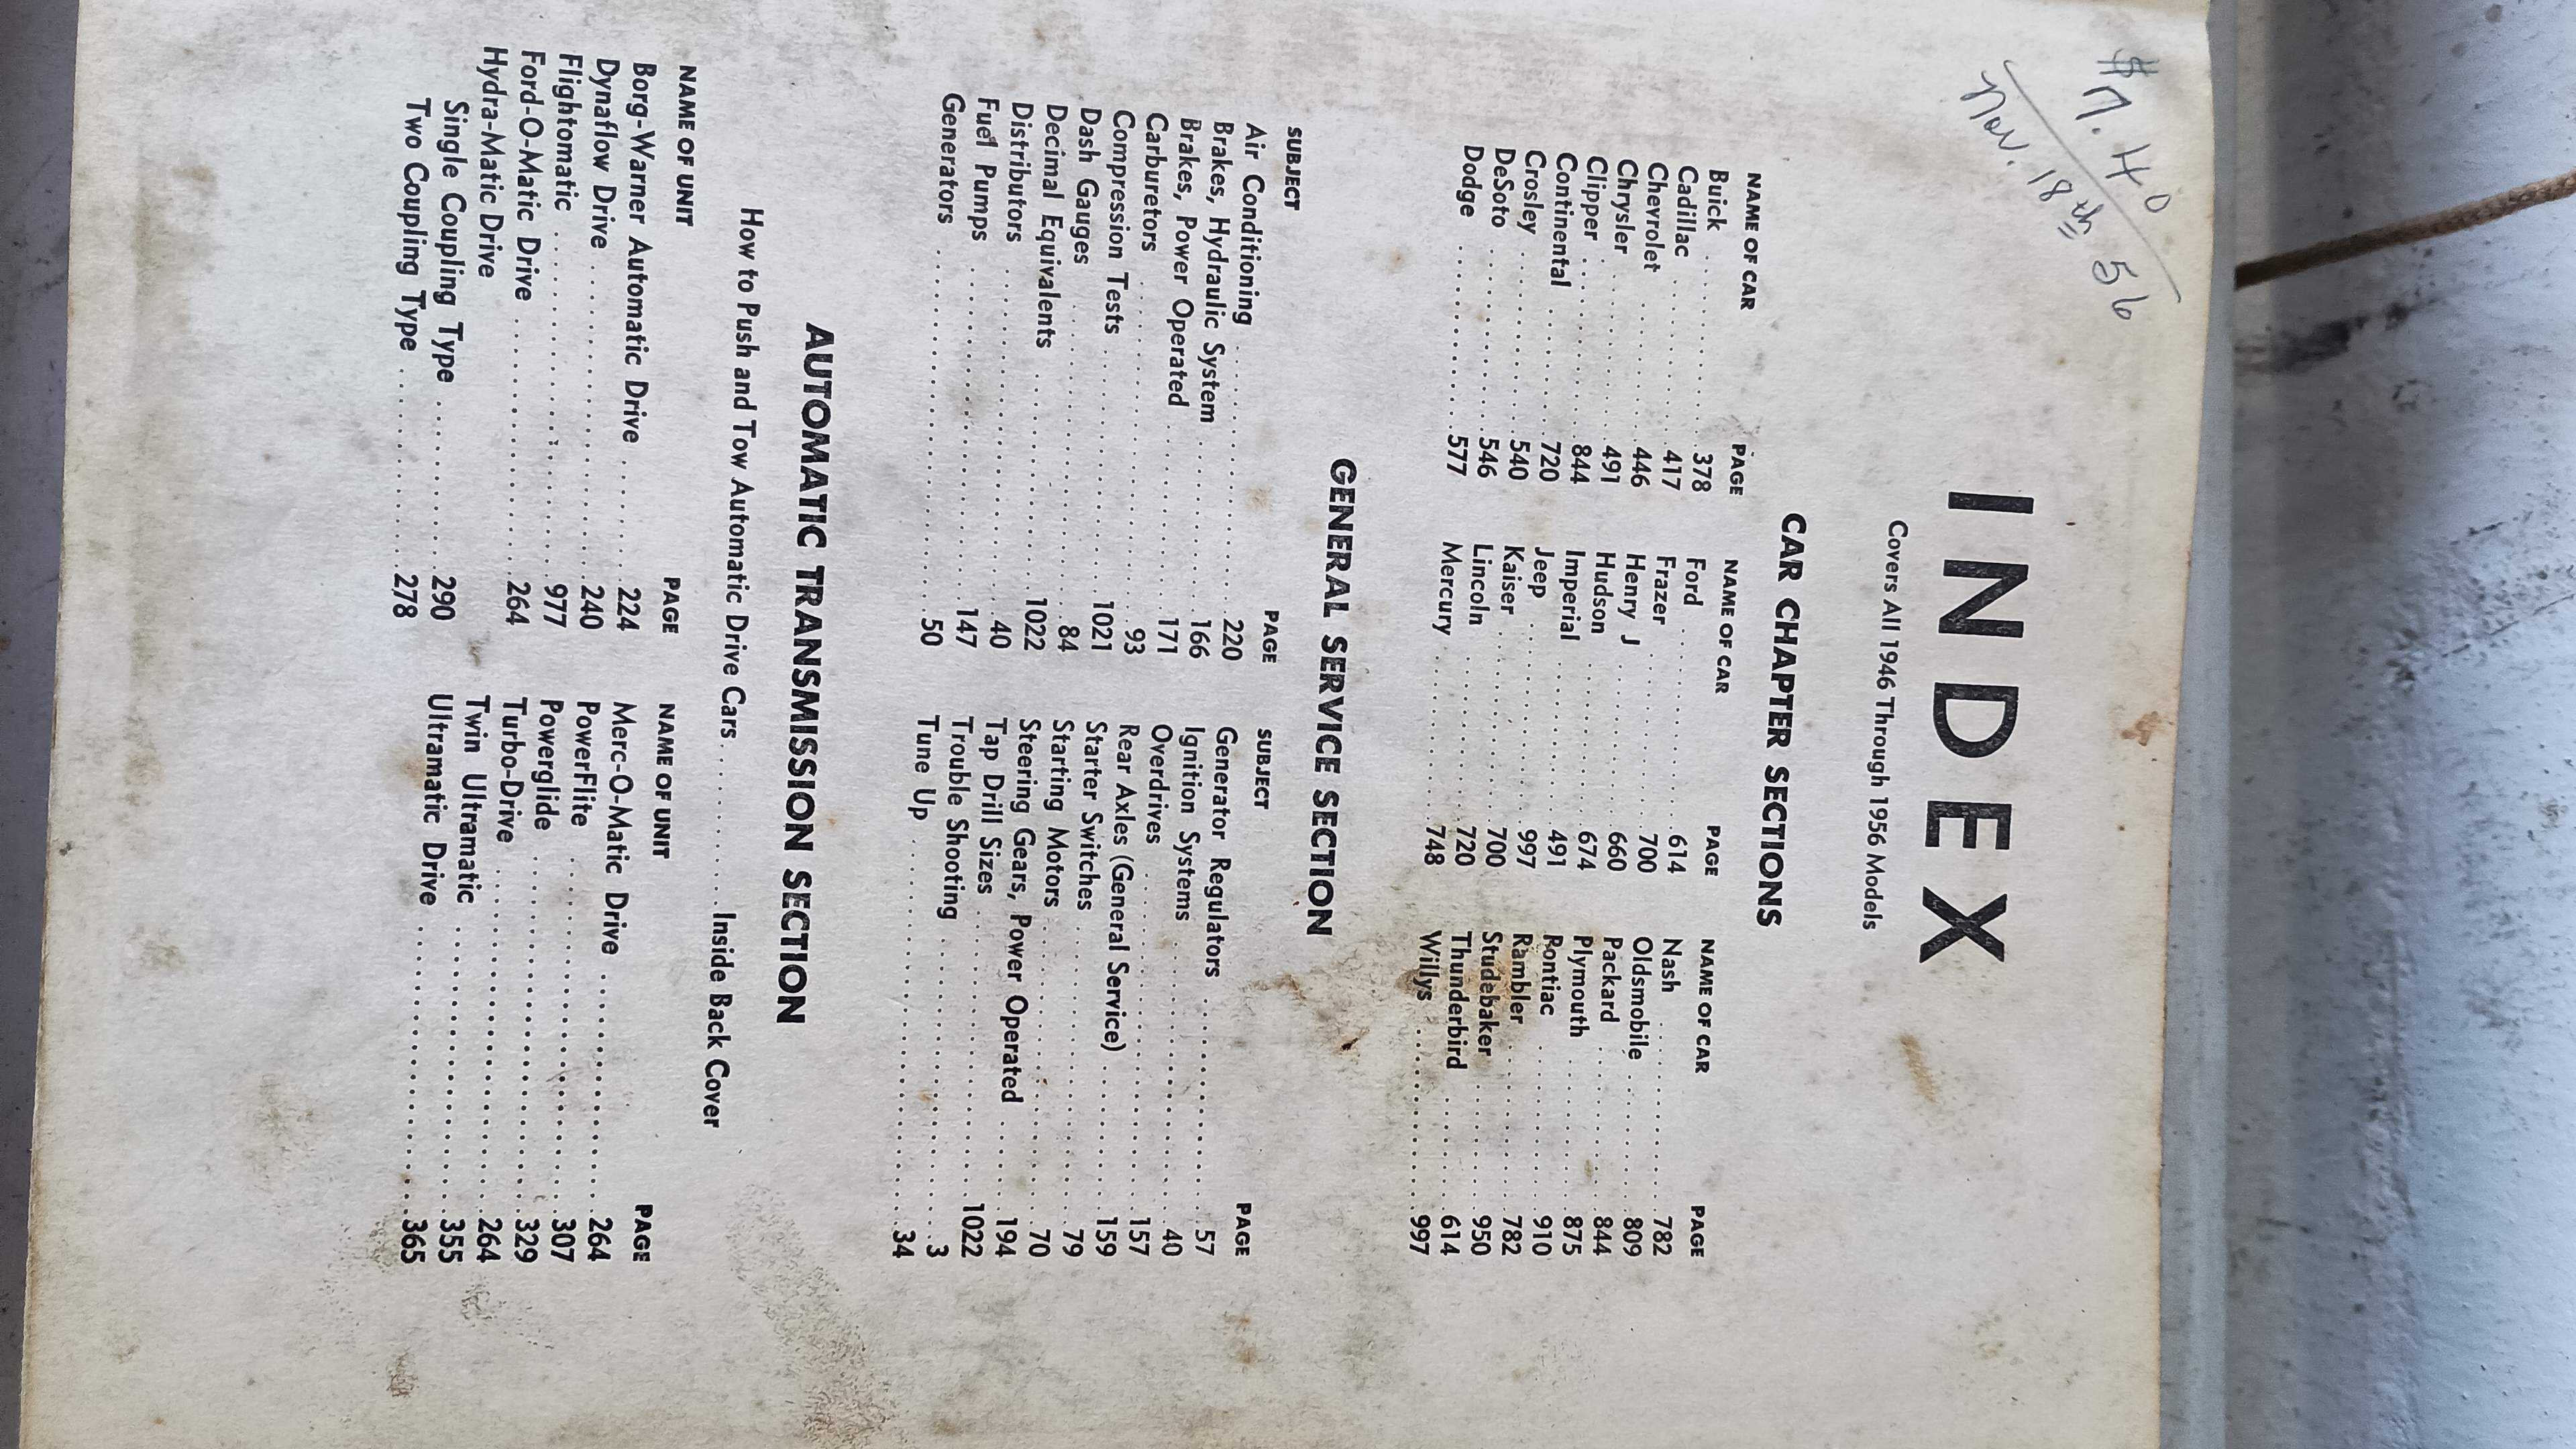 $7.40
Nov. 18th 56
INDEX
Covers All 1946 Through 1956 Models
CAR CHAPTER SECTIONS
NAME OF CAR PAGE
Buick 378
Cadillac 417
Chevrolet 446
Chrysler 491
Clipper 844
Continental 720
Crosley 540
DeSoto 546
Dodge 577
NAME OF CAR PAGE
Ford 614
Frazer 700
Henry J 660
Hudson 674
Imperial 491
Jeep 997
Kaiser 700
Lincoln 720
Mercury 748
NAME OF CAR PAGE
Nash 782
Oldsmobile 809
Packard 844
Plymouth 875
Pontiac 910
Rambler 782
Studebaker 950
Thunderbird 614
Willys 997
GENERAL SERVICE SECTION
SUBJECT PAGE
Air Conditioning 220
Brakes, Hydraulic System 166
Brakes, Power Operated 171
Carburetors 93
Compression Tests 1021
Dash Gauges 84
Decimal Equivalents 1022
Distributors 40
Fuel Pumps 147
Generators 50
SUBJECT PAGE
Generator Regulators 57
Ignition Systems 40
Overdrives 157
Rear Axles (General Service) 159
Starter Switches 79
Starting Motors 70
Steering Gears, Power Operated 194
Tap Drill Sizes 1022
Trouble Shooting 3
Tune Up 34
AUTOMATIC TRANSMISSION SECTION
How to Push and Tow Automatic Drive Cars Inside Back Cover
NAME OF UNIT PAGE
Borg-Warner Automatic Drive 224
Dynaflow Drive 240
Flightomatic 977
Ford-O-Matic Drive 264
Hydra-Matic Drive
Single Coupling Type 290
Two Coupling Type 278
NAME OF UNIT PAGE
Merc-O-Matic Drive 264
PowerFlite 307
Powerglide 329
Turbo-Drive 264
Twin Ultramatic 355
Ultramatic Drive 365